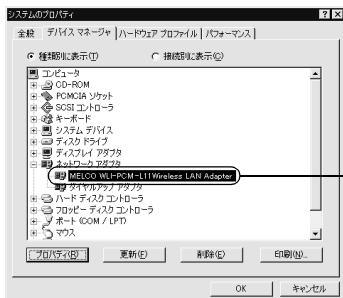 システムのプロパティ
全般 デバイス マネージャ ハードウェア プロファイル パフォーマンス
種類別に表示(T) 接続別に表示(C)
コンピュータ
CD-ROM
PCMCIA ソケット
SCSI コントローラ
キーボード
システム デバイス
ディスク ドライブ
ディスプレイ アダプタ
ネットワーク アダプタ
MELCO WLI-PCM-L11Wireless LAN Adapter
ダイヤルアップ アダプタ
ハード ディスク コントローラ
フロッピー ディスク コントローラ
ポート (COM / LPT)
マウス
プロパティ(R) 更新(F) 削除(E) 印刷(N)...
OK キャンセル